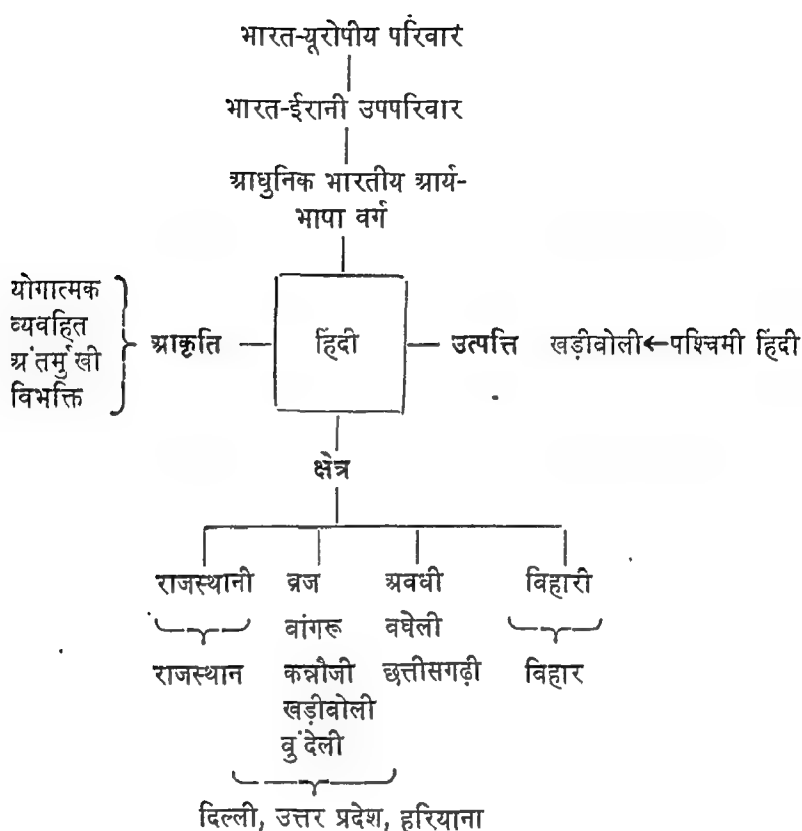 भारत-यूरोपीय परिवार
भारत-ईरानी उपपरिवार
आधुनिक भारतीय आर्य-
भाषा वर्ग
योगात्मक
व्यवहित
अंतर्मुखी
विभक्ति
आकृति
हिंदी
उत्पत्ति खड़ीबोली←पश्चिमी हिंदी
क्षेत्र
राजस्थानी ब्रज अवधी बिहारी
बांगरू बघेली
राजस्थान कन्नौजी छत्तीसगढ़ी बिहार
खड़ीबोली
बुंदेली
दिल्ली, उत्तर प्रदेश, हरियाणा